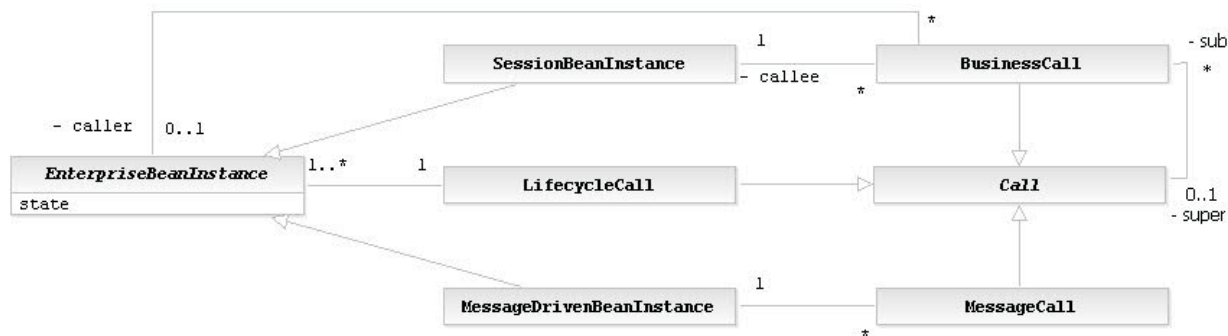 *
1
- sub
SessionBeanInstance
BusinessCall
- callee
*
*
- caller
0..1
EnterpriseBeanInstance
1..*
1
LifecycleCall
Call
state
0..1
- super
1
MessageDrivenBeanInstance
MessageCall
*